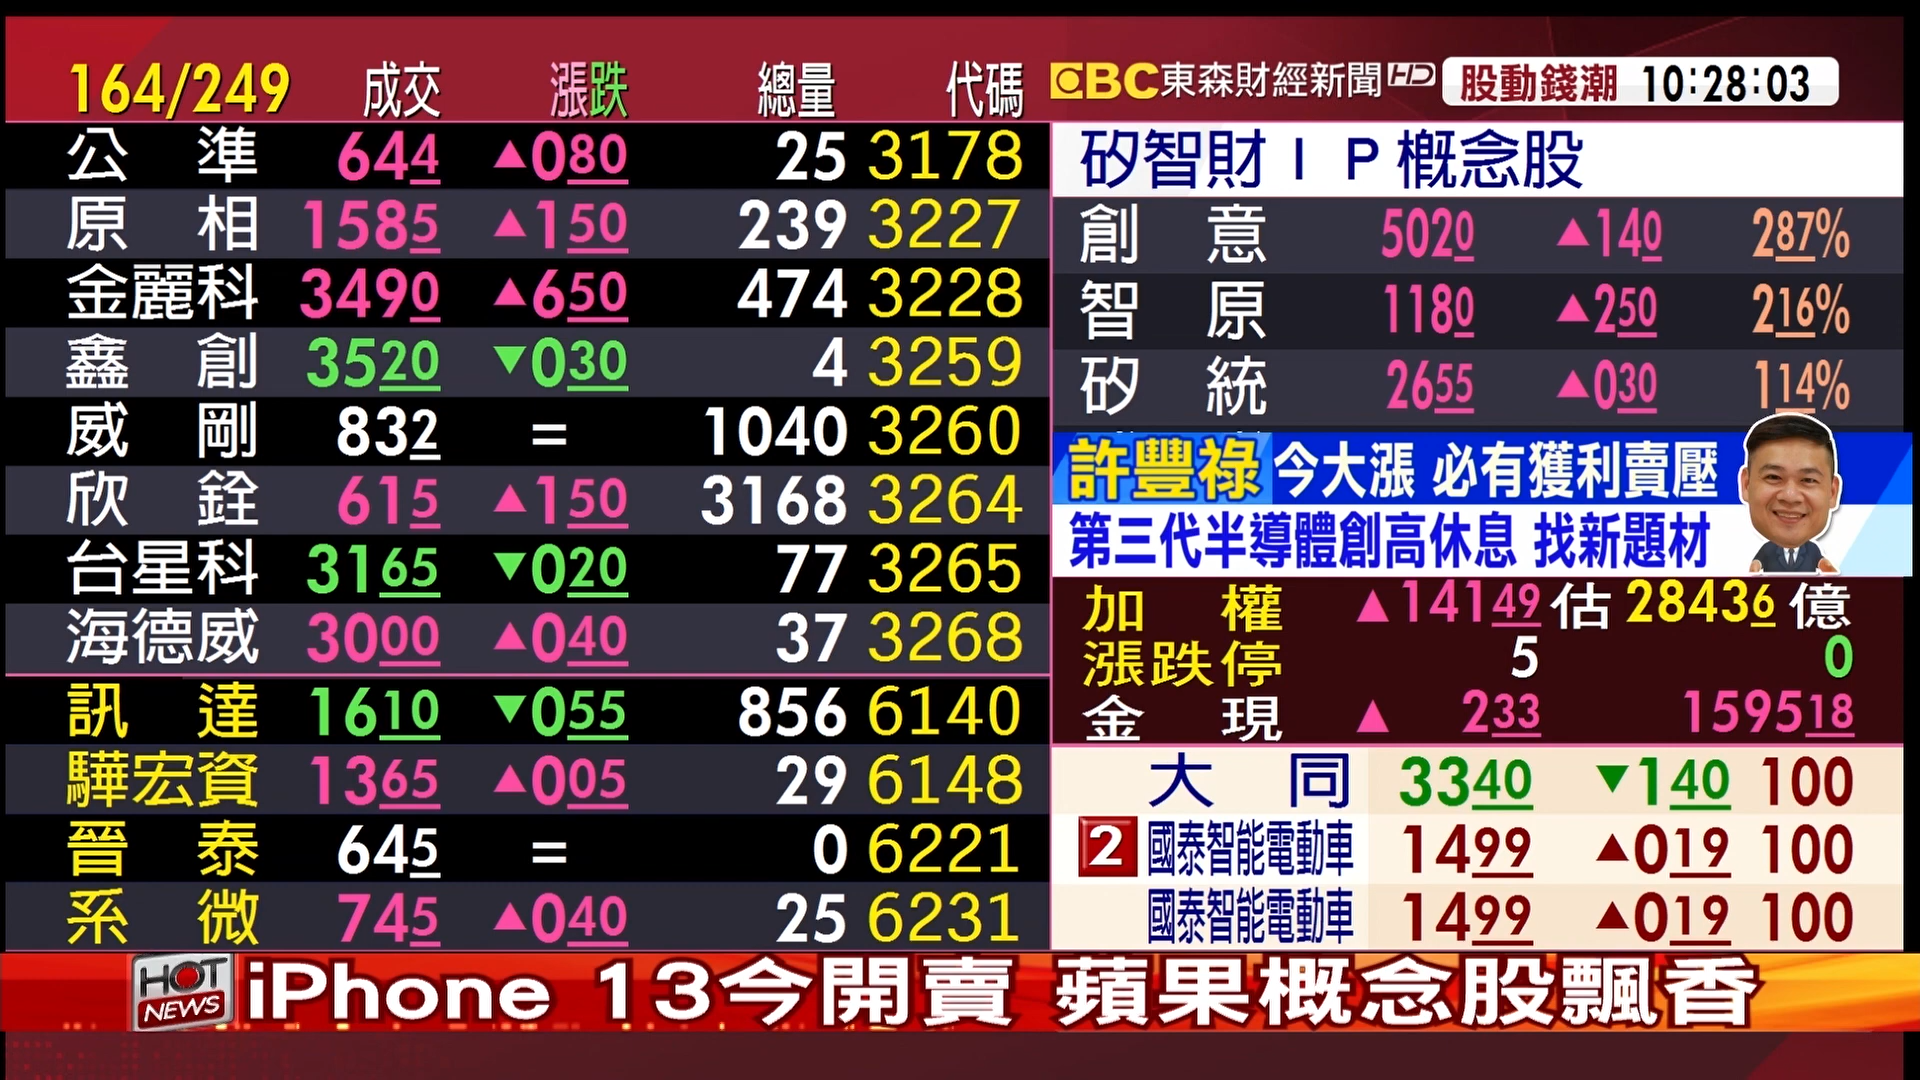 164/249 成交 漲跌 總量 代碼
公準 644 ▲080 25 3178
原相 1585 ▲150 239 3227
金麗科 3490 ▲650 474 3228
鑫創 3520 ▼030 4 3259
威剛 832 = 1040 3260
欣銓 615 ▲150 3168 3264
台星科 3165 ▼020 77 3265
海德威 3000 ▲040 37 3268
訊達 1610 ▼055 856 6140
驊宏資 1365 ▲005 29 6148
晉泰 645 = 0 6221
系微 745 ▲040 25 6231
EBC東森財經新聞HD 股動錢潮 10:28:03
矽智財IP概念股
創意 5020 ▲140 287%
智原 1180 ▲250 216%
矽統 2655 ▲030 114%
許豐祿 今大漲 必有獲利賣壓
第三代半導體創高休息 找新題材
加權 ▲14149 估 28436 億
漲跌停 5 0
金現 ▲ 233 159518
大同 3340 ▼140 100
2 國泰智能電動車 1499 ▲019 100
國泰智能電動車 1499 ▲019 100
HOT NEWS iPhone 13今開賣 蘋果概念股飄香